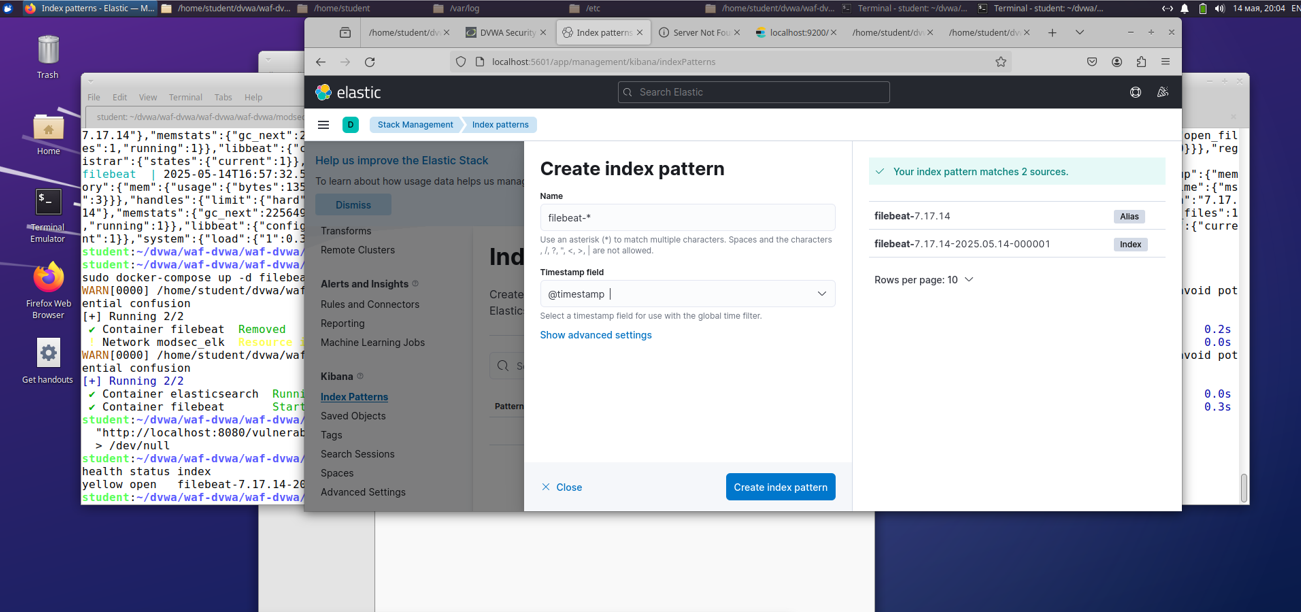 Index patterns - Elastic — M...
/home/student/dvwa/waf-dv...
/home/student
/var/log
/etc
/home/student/dvwa/waf-dv...
Terminal - student: ~/dvwa/...
Terminal - student: ~/dvwa/...
14 мая, 20:04
EN
Trash
Home
Terminal
Emulator
Firefox Web
Browser
Get handouts
File Edit View Terminal Tabs Help
student: ~/dvwa/waf-dvwa/waf-dvwa/waf-dvwa/modsec
7.17.14"},"memstats":{"gc_next":2
es":1,"running":1}},"libbeat":{"c
istrar":{"states":{"current":1}},
filebeat | 2025-05-14T16:57:32.5
ory":{"mem":{"usage":{"bytes":135
":3}}},"handles":{"limit":{"hard"
14"},"memstats":{"gc_next":225649
,"running":1}},"libbeat":{"config
nt":1}},"system":{"load":{"1":0.3
student:~/dvwa/waf-dvwa/waf-dvwa/
student:~/dvwa/waf-dvwa/waf-dvwa/
sudo docker-compose up -d filebea
WARN[0000] /home/student/dvwa/waf
ential confusion
[+] Running 2/2
✔ Container filebeat Removed
! Network modsec_elk Resource i
WARN[0000] /home/student/dvwa/waf
ential confusion
[+] Running 2/2
✔ Container elasticsearch Runni
✔ Container filebeat Start
student:~/dvwa/waf-dvwa/waf-dvwa/
"http://localhost:8080/vulnerab
> /dev/null
student:~/dvwa/waf-dvwa/waf-dvwa/
health status index
yellow open filebeat-7.17.14-20
student:~/dvwa/waf-dvwa/waf-dvwa/
/home/student/dv
DVWA Security
Index patterns
Server Not Fou
localhost:9200/
/home/student/dv
/home/student/dv
localhost:5601/app/management/kibana/indexPatterns
elastic
Search Elastic
D
Stack Management
Index patterns
Help us improve the Elastic Stack
To learn about how usage data helps us mana
Dismiss
Transforms
Remote Clusters
Alerts and Insights
Rules and Connectors
Reporting
Machine Learning Jobs
Kibana
Index Patterns
Saved Objects
Tags
Search Sessions
Spaces
Advanced Settings
Ind
Create
Elastic
Se
Pattern
Create index pattern
Name
filebeat-*
Use an asterisk (*) to match multiple characters. Spaces and the characters
, /, ?, ", <, >, | are not allowed.
Timestamp field
@timestamp
Select a timestamp field for use with the global time filter.
Show advanced settings
Close
Create index pattern
Your index pattern matches 2 sources.
filebeat-7.17.14 Alias
filebeat-7.17.14-2025.05.14-000001 Index
Rows per page: 10
open_fil
}}},"reg
up":{"mem
ime":{"ms
n":"7.17.
files":1
:{"curre
void pot
0.2s
0.0s
void pot
0.0s
0.3s